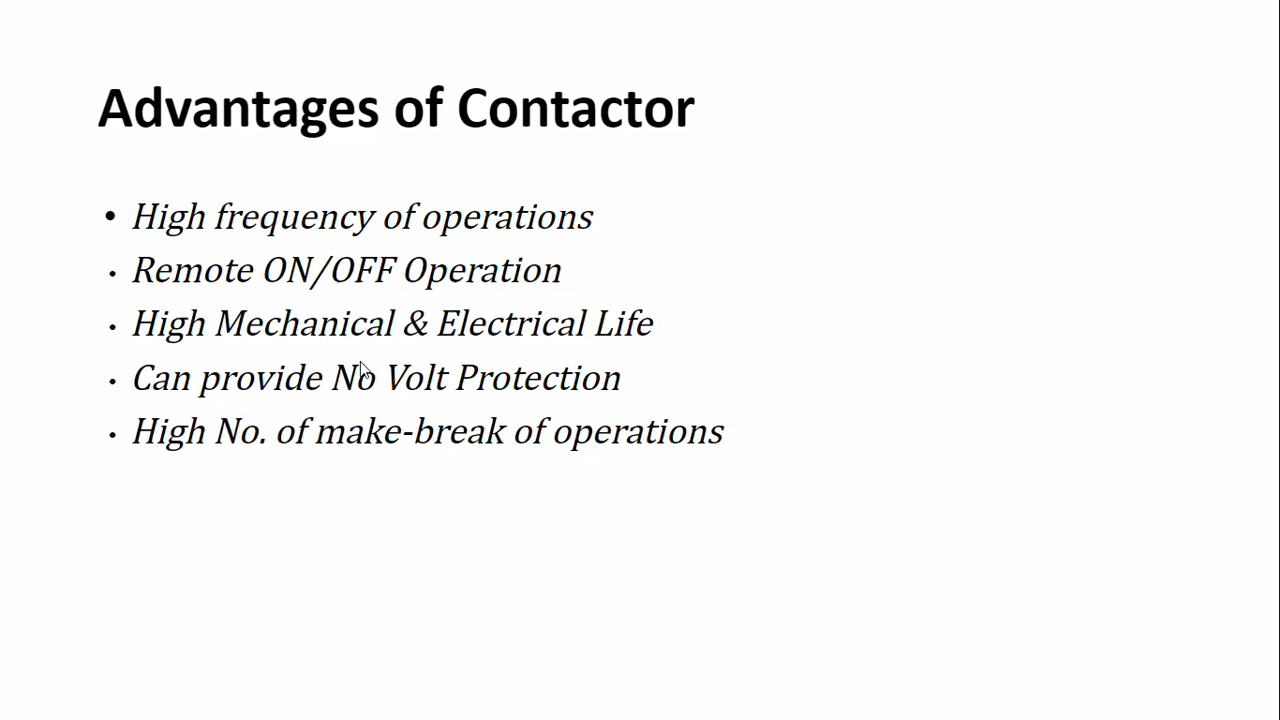 Advantages of Contactor
• High frequency of operations
• Remote ON/OFF Operation
• High Mechanical & Electrical Life
• Can provide No Volt Protection
• High No. of make-break of operations